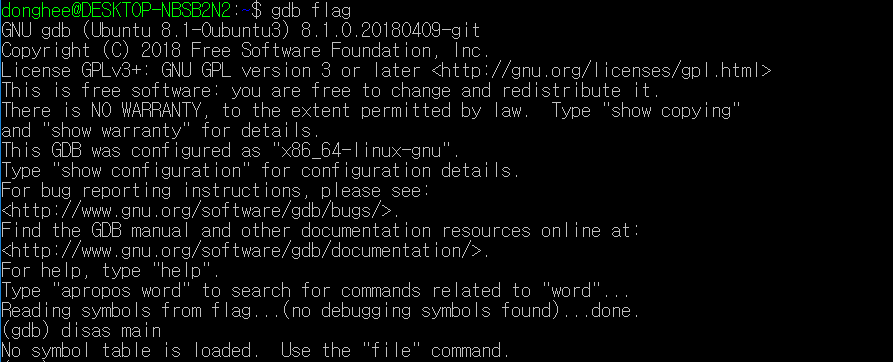 donghee@DESKTOP-NBSB2N2:~$ gdb flag
GNU gdb (Ubuntu 8.1-0ubuntu3) 8.1.0.20180409-git
Copyright (C) 2018 Free Software Foundation, Inc.
License GPLv3+: GNU GPL version 3 or later <http://gnu.org/licenses/gpl.html>
This is free software: you are free to change and redistribute it.
There is NO WARRANTY, to the extent permitted by law.  Type "show copying"
and "show warranty" for details.
This GDB was configured as "x86_64-linux-gnu".
Type "show configuration" for configuration details.
For bug reporting instructions, please see:
<http://www.gnu.org/software/gdb/bugs/>.
Find the GDB manual and other documentation resources online at:
<http://www.gnu.org/software/gdb/documentation/>.
For help, type "help".
Type "apropos word" to search for commands related to "word"...
Reading symbols from flag...(no debugging symbols found)...done.
(gdb) disas main
No symbol table is loaded.  Use the "file" command.